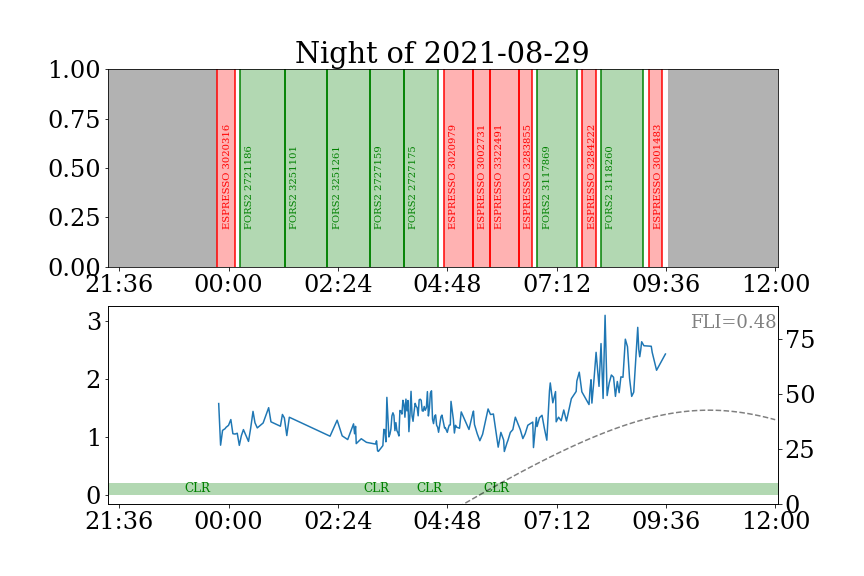 Night of 2021-08-29
1.00
0.75
0.50
0.25
0.00
ESPRESSO 3020316
FORS2 2721186
FORS2 3251101
FORS2 3251261
FORS2 2727159
FORS2 2727175
ESPRESSO 3020979
ESPRESSO 3002731
ESPRESSO 3322491
ESPRESSO 3283855
FORS2 3117869
ESPRESSO 3284222
FORS2 3118260
ESPRESSO 3001483
21:36 00:00 02:24 04:48 07:12 09:36 12:00
FLI=0.48
3
2
1
0
75
50
25
0
CLR CLR CLR CLR
21:36 00:00 02:24 04:48 07:12 09:36 12:00